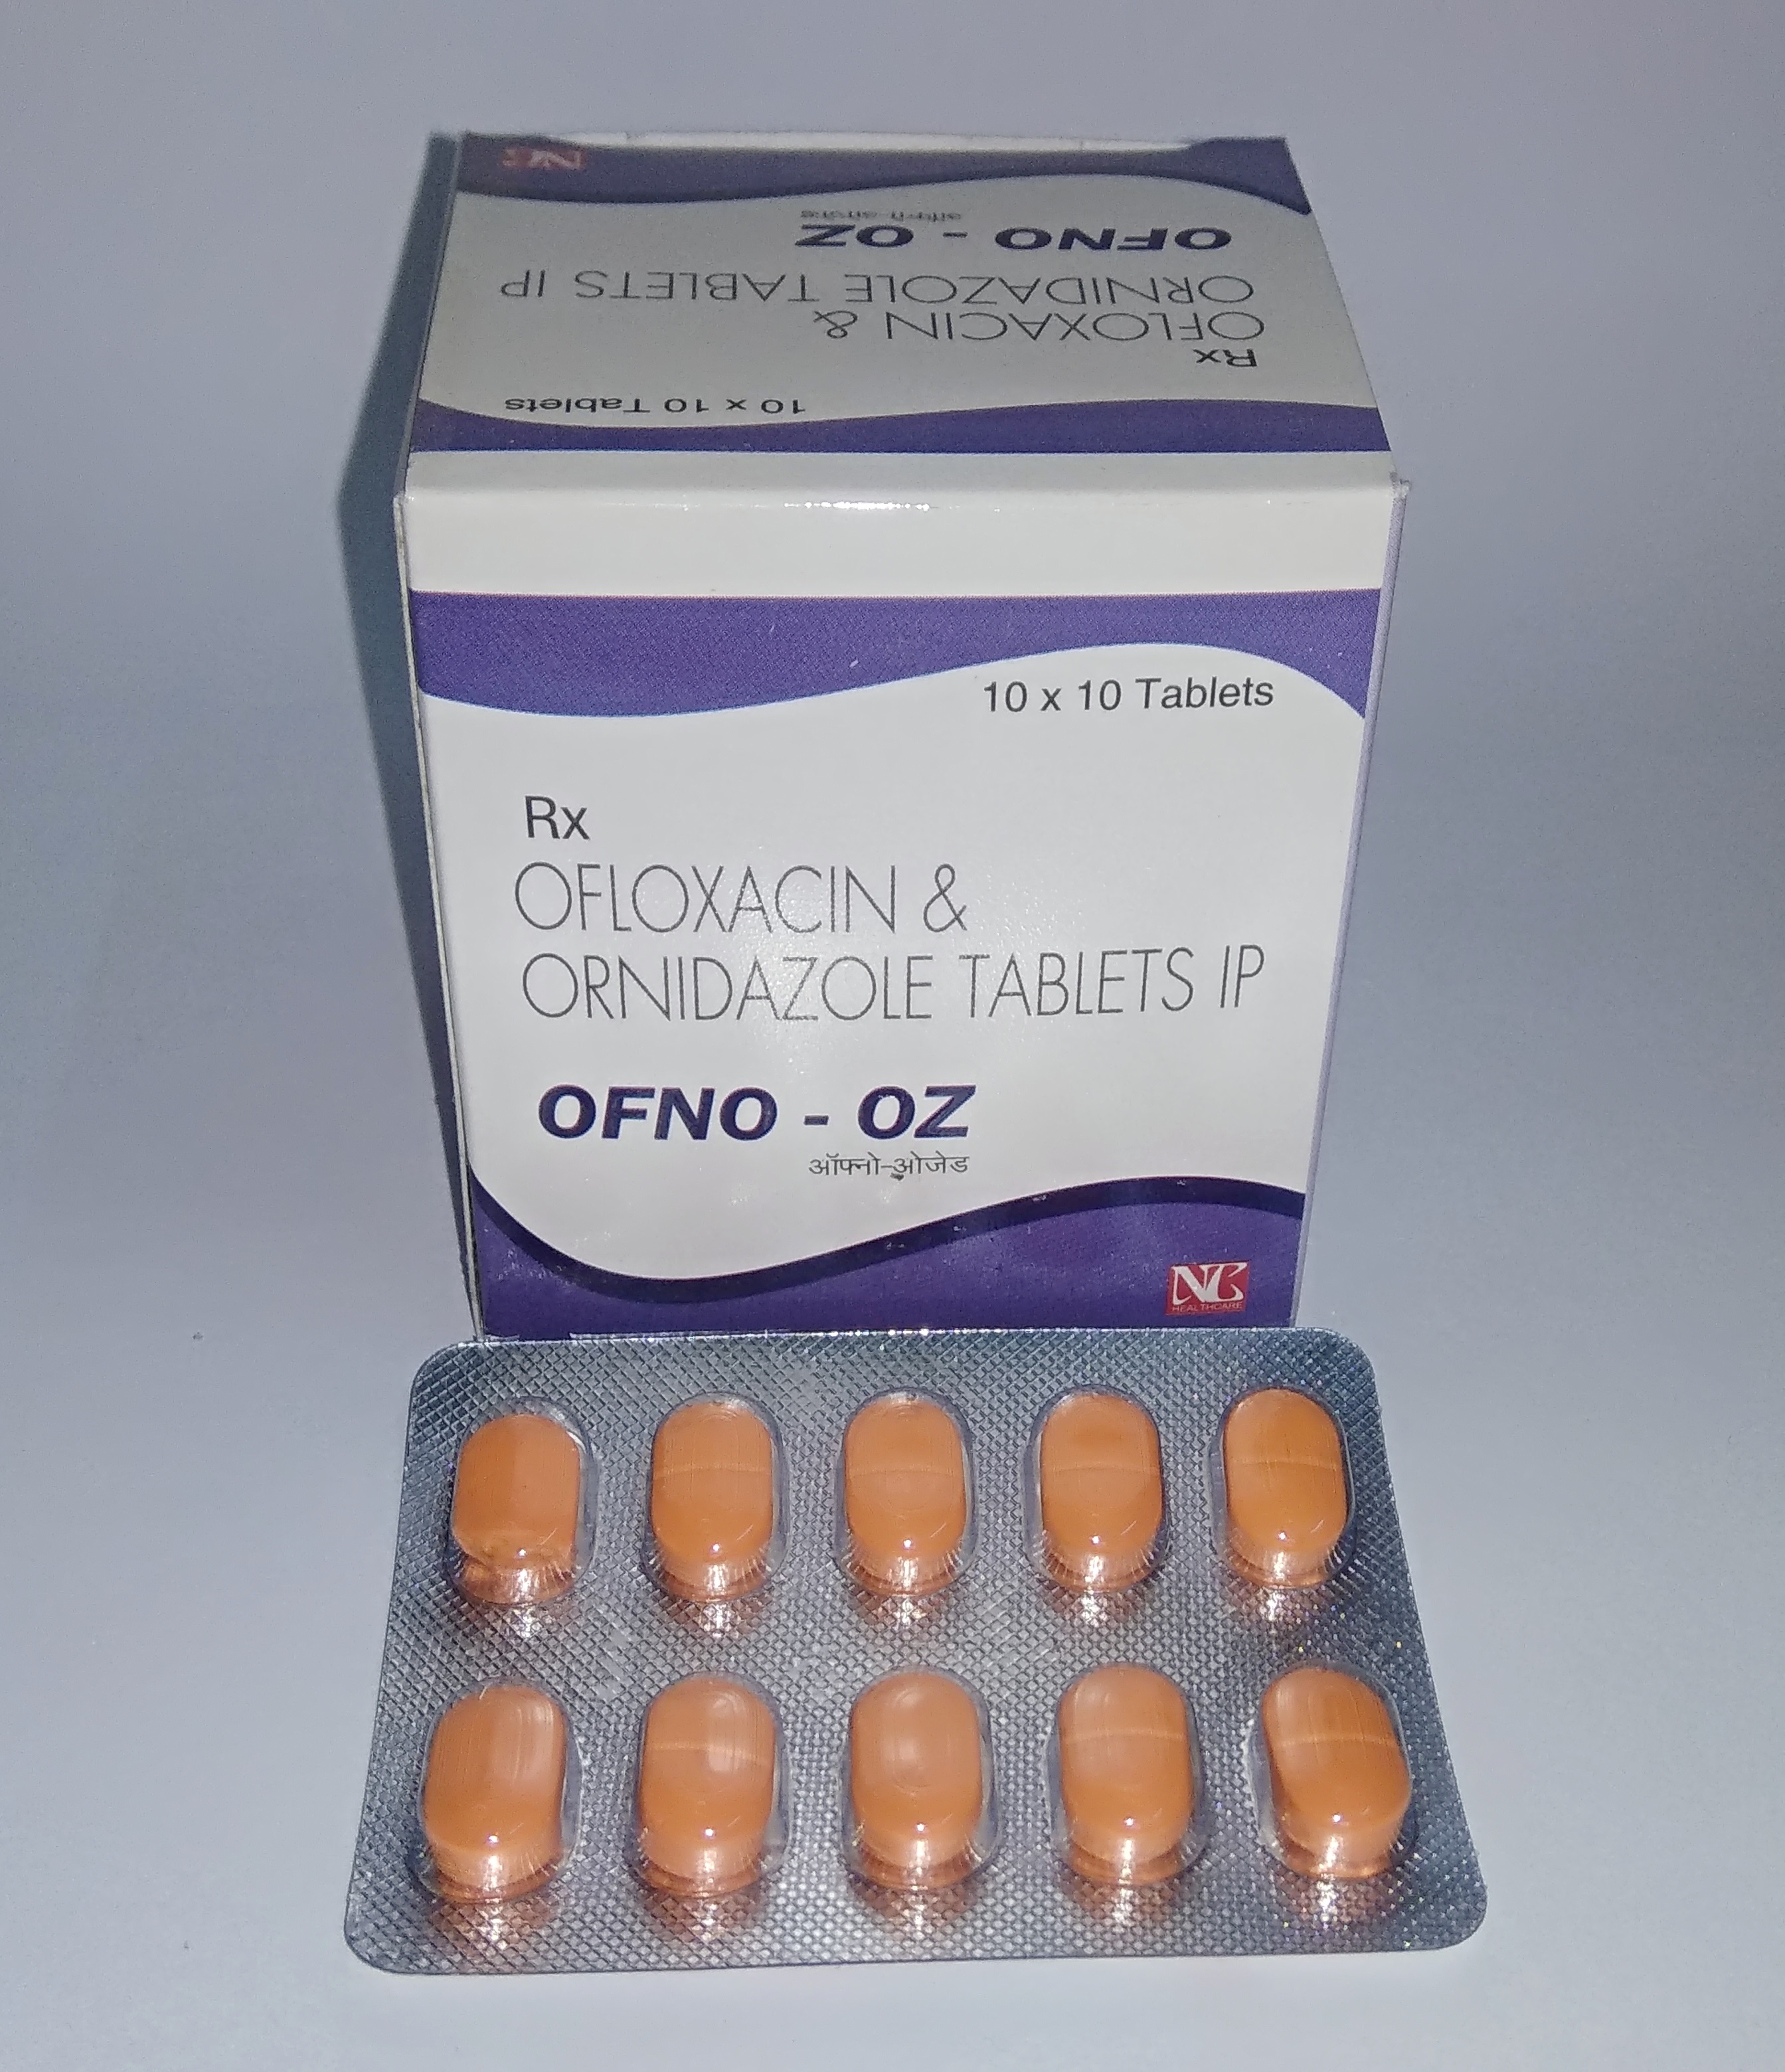 OFNO - OZ
OFLOXACIN &
ORNIDAZOLE TABLETS IP
Rx
10 x 10 Tablets
10 x 10 Tablets
Rx
OFLOXACIN &
ORNIDAZOLE TABLETS IP
OFNO - OZ
ऑफ्नो-ओजेड
HEALTHCARE